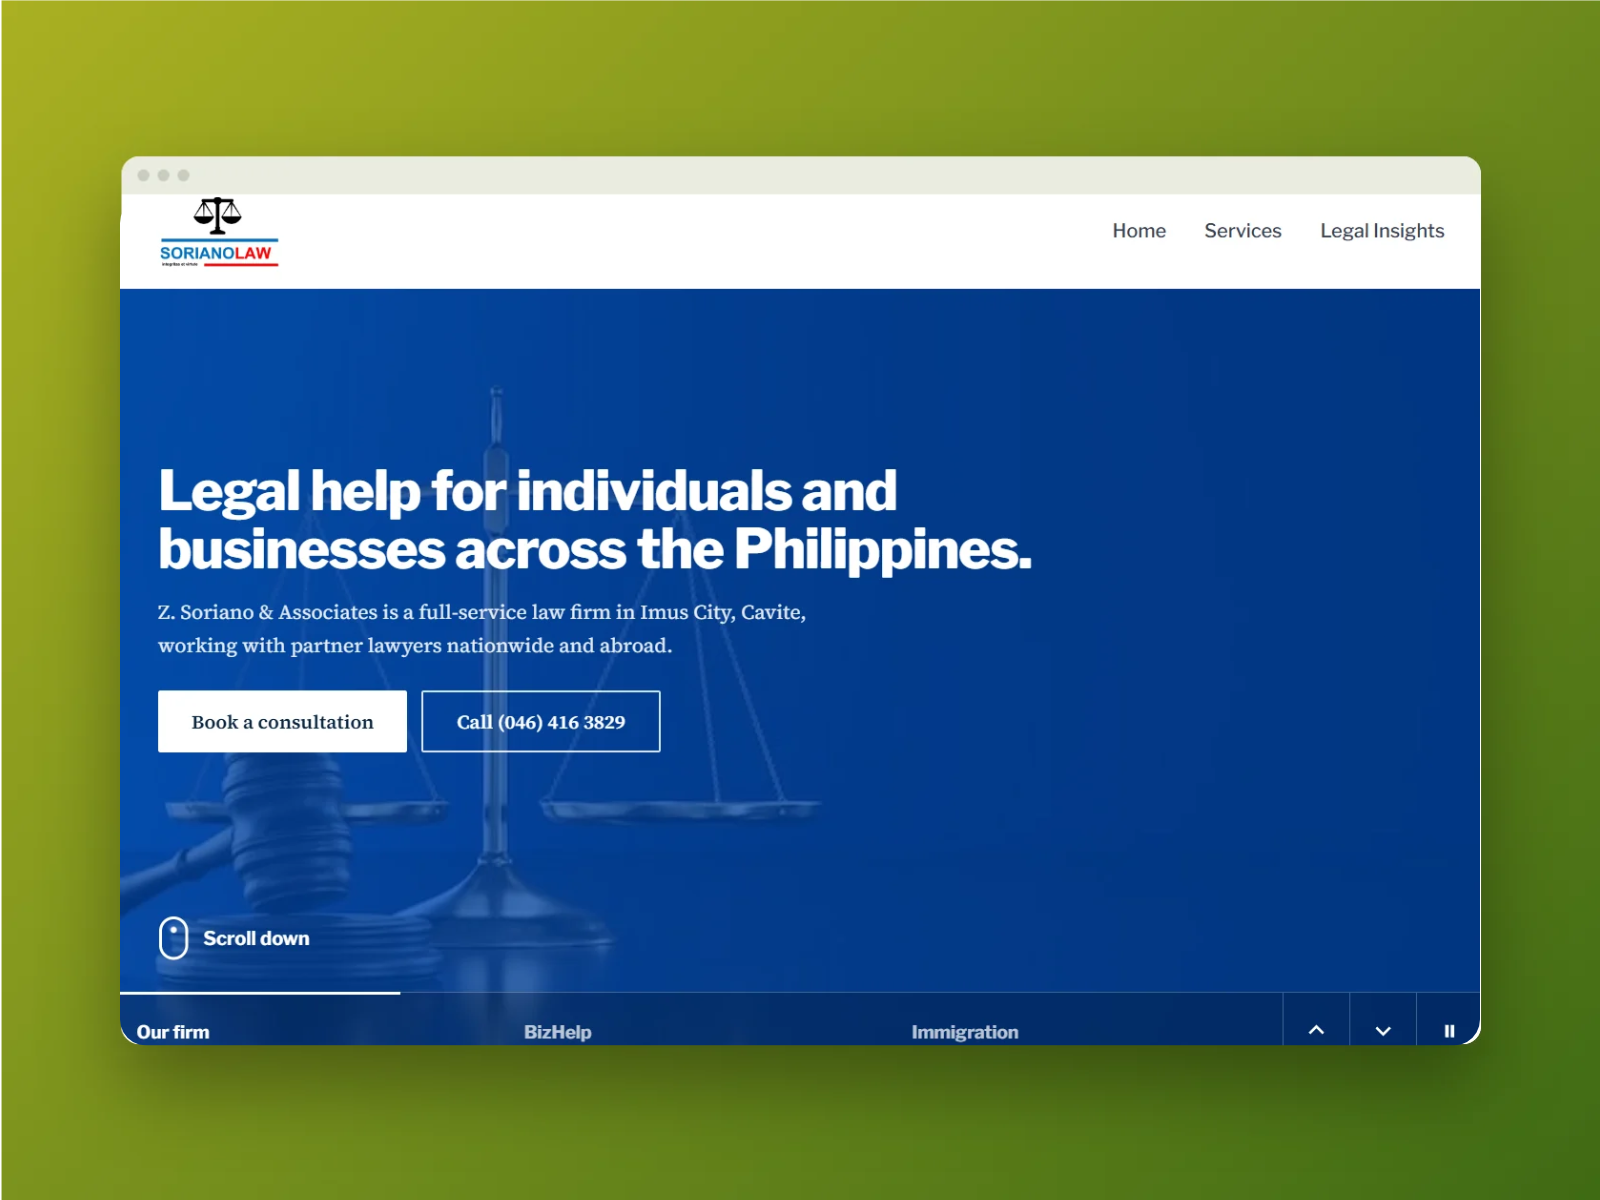 SORIANOLAW
Home
Services
Legal Insights
Legal help for individuals and
businesses across the Philippines.
Z. Soriano & Associates is a full-service law firm in Imus City, Cavite,
working with partner lawyers nationwide and abroad.
Book a consultation
Call (046) 416 3829
Scroll down
Our firm
BizHelp
Immigration